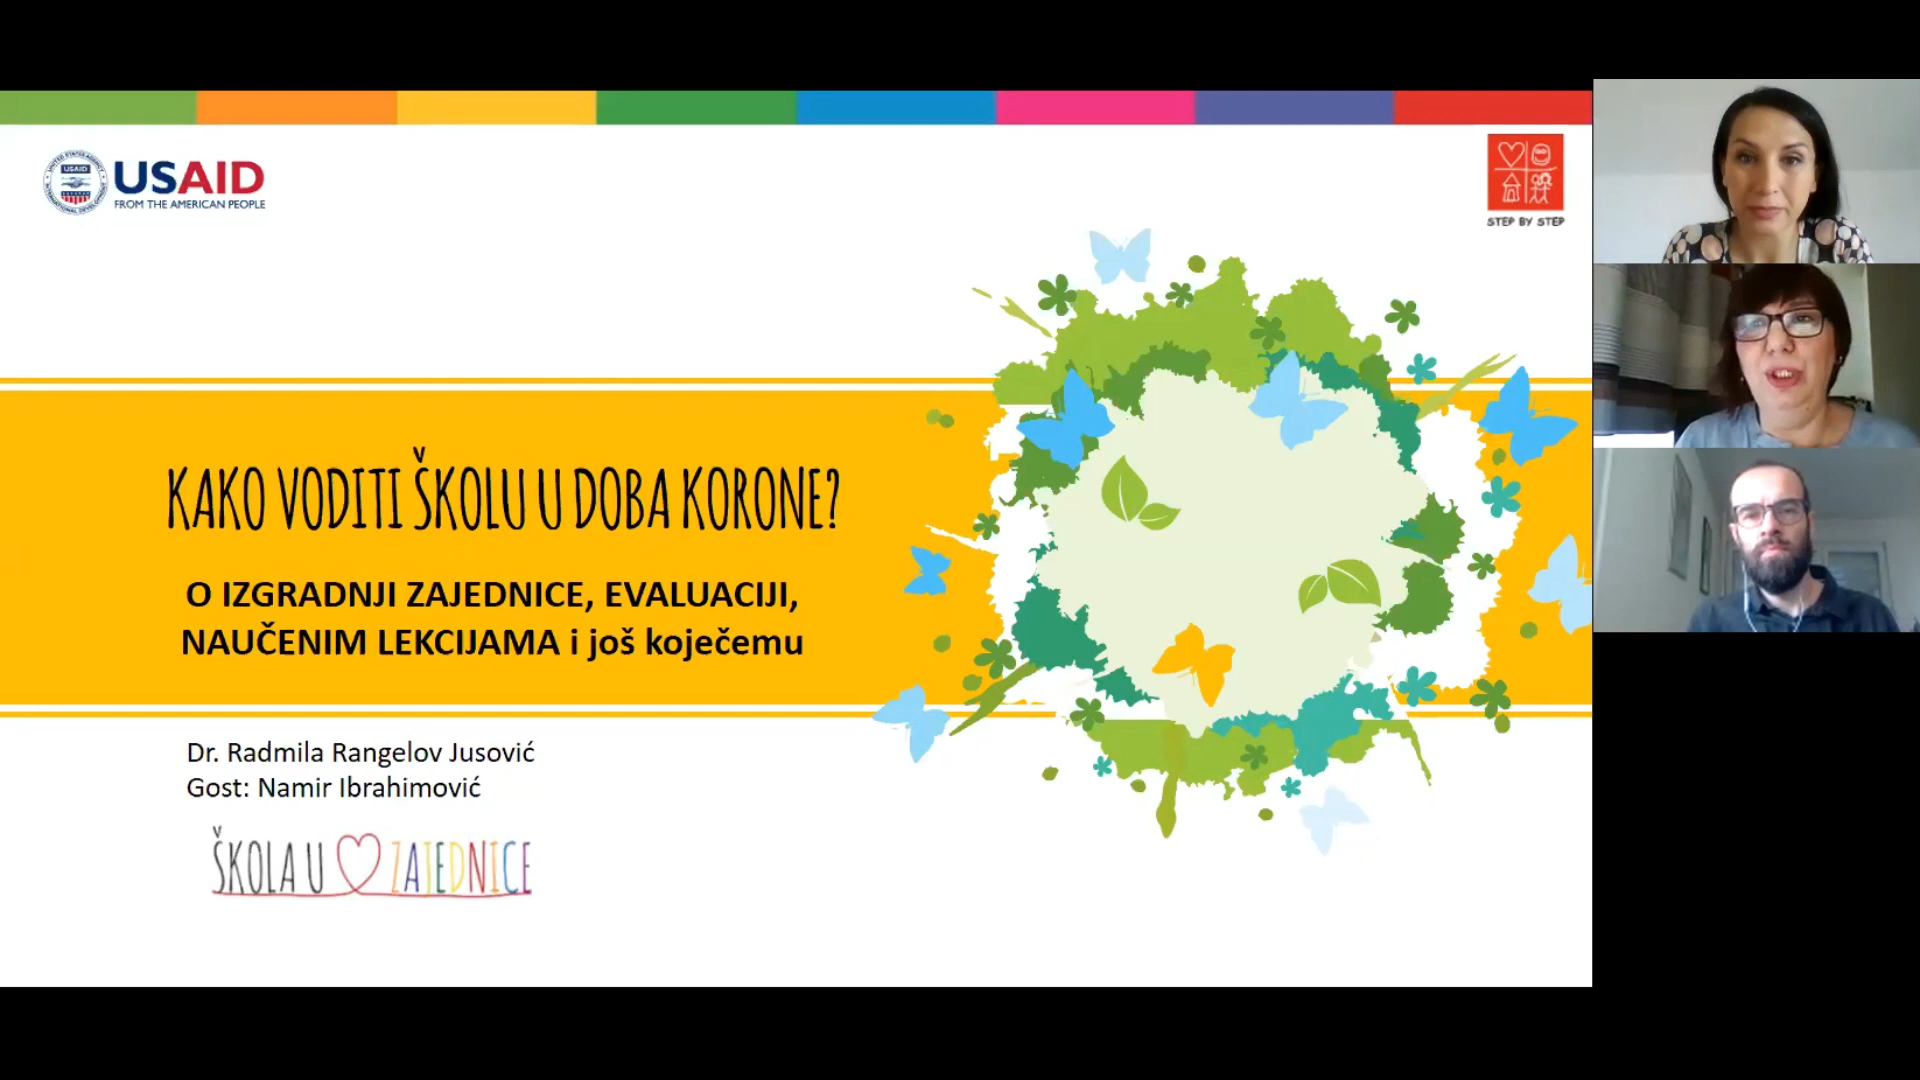 USAID
FROM THE AMERICAN PEOPLE
STEP BY STEP
KAKO VODITI ŠKOLU U DOBA KORONE?
O IZGRADNJI ZAJEDNICE, EVALUACIJI,
NAUČENIM LEKCIJAMA i još koječemu
Dr. Radmila Rangelov Jusović
Gost: Namir Ibrahimović
ŠKOLA U ZAJEDNICE